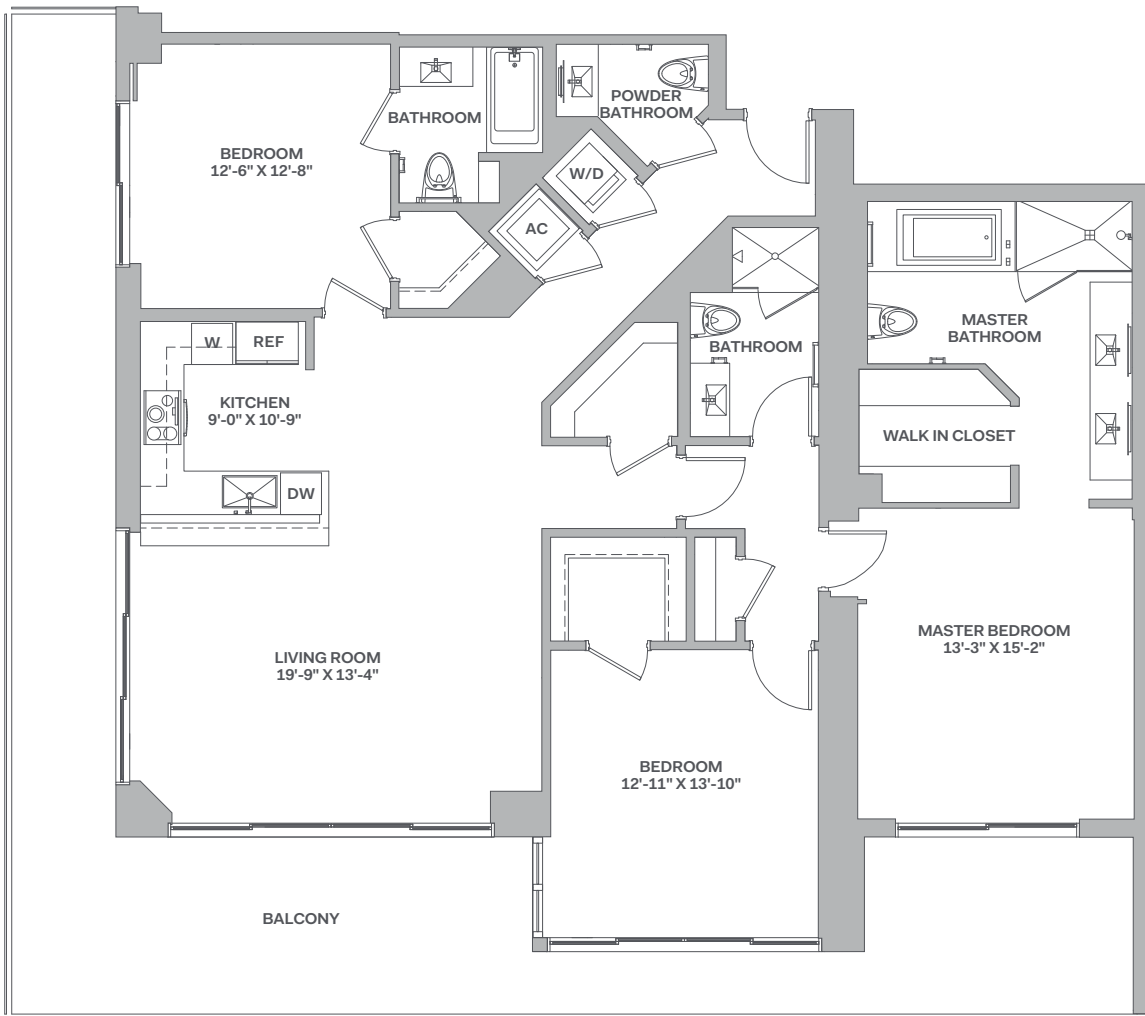 POWDER
BATHROOM
BATHROOM
BEDROOM
12'-6" X 12'-8"
W/D
AC
MASTER
BATHROOM
W
REF
BATHROOM
KITCHEN
9'-0" X 10'-9"
WALK IN CLOSET
DW
MASTER BEDROOM
13'-3" X 15'-2"
LIVING ROOM
19'-9" X 13'-4"
BEDROOM
12'-11" X 13'-10"
BALCONY